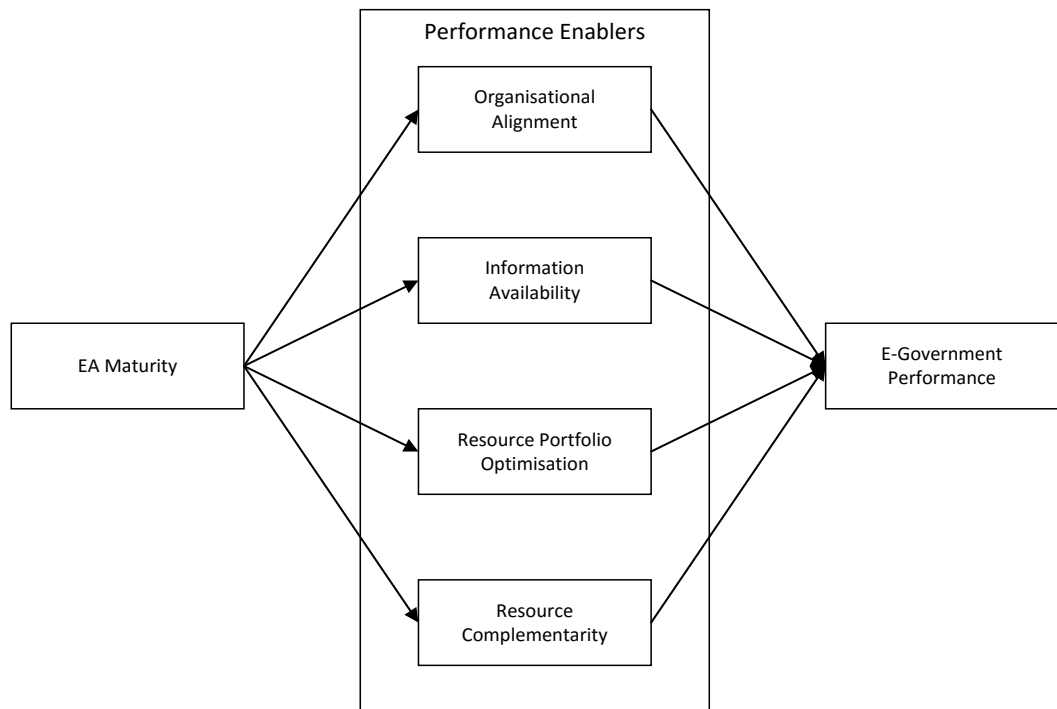 Performance Enablers
Organisational
Alignment
Information
Availability
EA Maturity
E-Government
Performance
Resource Portfolio
Optimisation
Resource
Complementarity